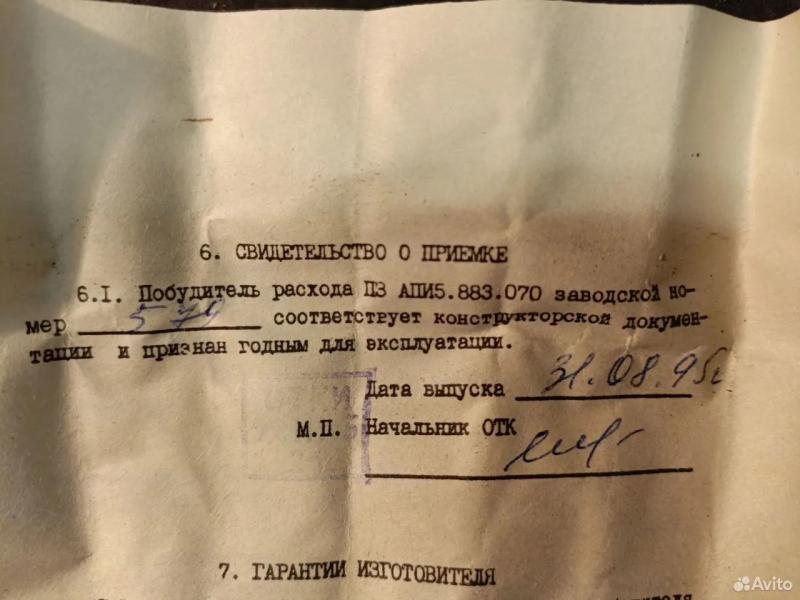 6. СВИДЕТЕЛЬСТВО О ПРИЕМКЕ
6.I. Побудитель расхода ПЗ АПИ5.883.070 заводской но-
мер 579 соответствует конструкторской докумен-
тации и признан годным для эксплуатации.
Дата выпуска 31.08.95г
М.П. Начальник ОТК
7. ГАРАНТИИ ИЗГОТОВИТЕЛЯ
Avito